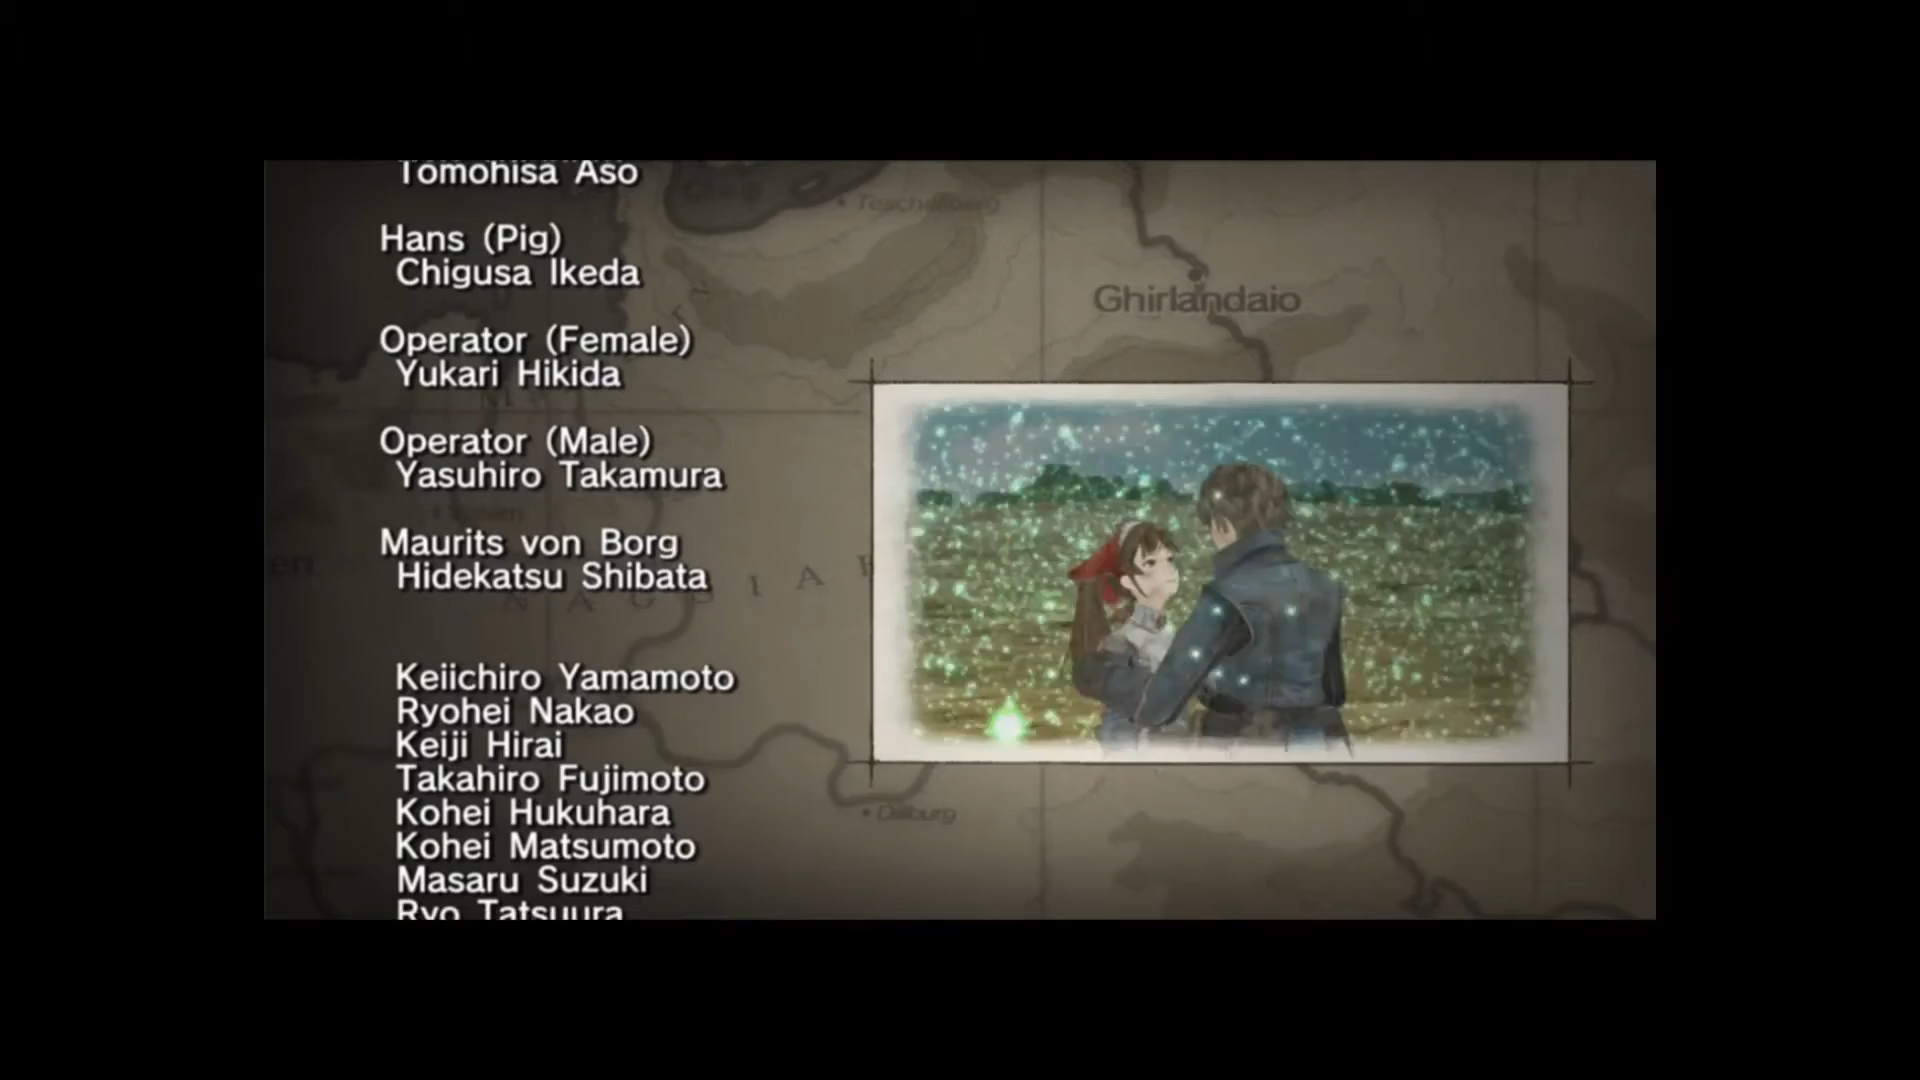 Tomohisa Aso
Hans (Pig)
Chigusa Ikeda
Operator (Female)
Yukari Hikida
Operator (Male)
Yasuhiro Takamura
Maurits von Borg
Hidekatsu Shibata
Keiichiro Yamamoto
Ryohei Nakao
Keiji Hirai
Takahiro Fujimoto
Kohei Hukuhara
Kohei Matsumoto
Masaru Suzuki
Ryo Tatsuura
Ghirlandaio